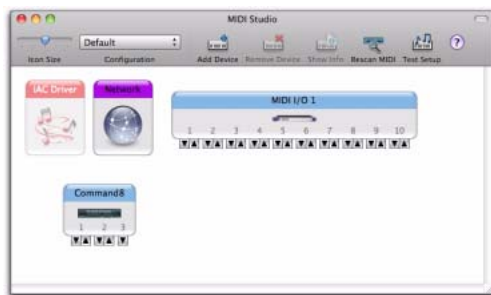 MIDI Studio
Default
Icon Size Configuration Add Device Remove Device Show Info Rescan MIDI Test Setup ?
IAC Driver Network MIDI I/O 1
1 2 3 4 5 6 7 8 9 10
Command8
1 2 3